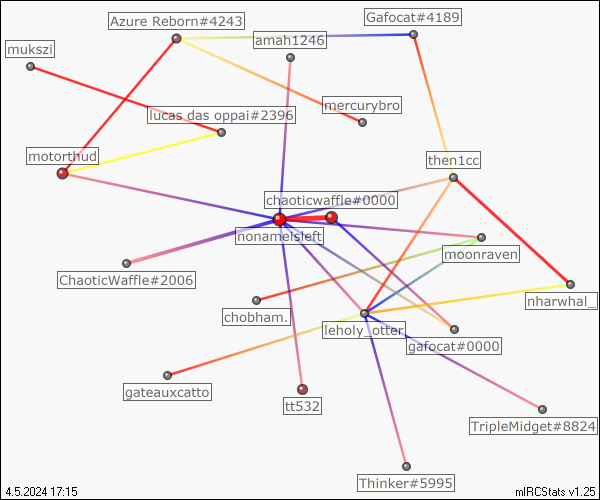 Azure Reborn#4243
Gafocat#4189
amah1246
mukszi
mercurybro
lucas das oppai#2396
motorthud
then1cc
chaoticwaffle#0000
nonameisleft
moonraven
ChaoticWaffle#2006
nharwhal_
chobham.
leholy_otter
gafocat#0000
gateauxcatto
tt532
TripleMidget#8824
Thinker#5995
4.5.2024 17:15
mIRCStats v1.25